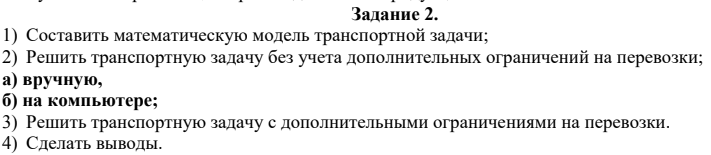 Задание 2.
1) Составить математическую модель транспортной задачи;
2) Решить транспортную задачу без учета дополнительных ограничений на перевозки;
а) вручную,
б) на компьютере;
3) Решить транспортную задачу с дополнительными ограничениями на перевозки.
4) Сделать выводы.